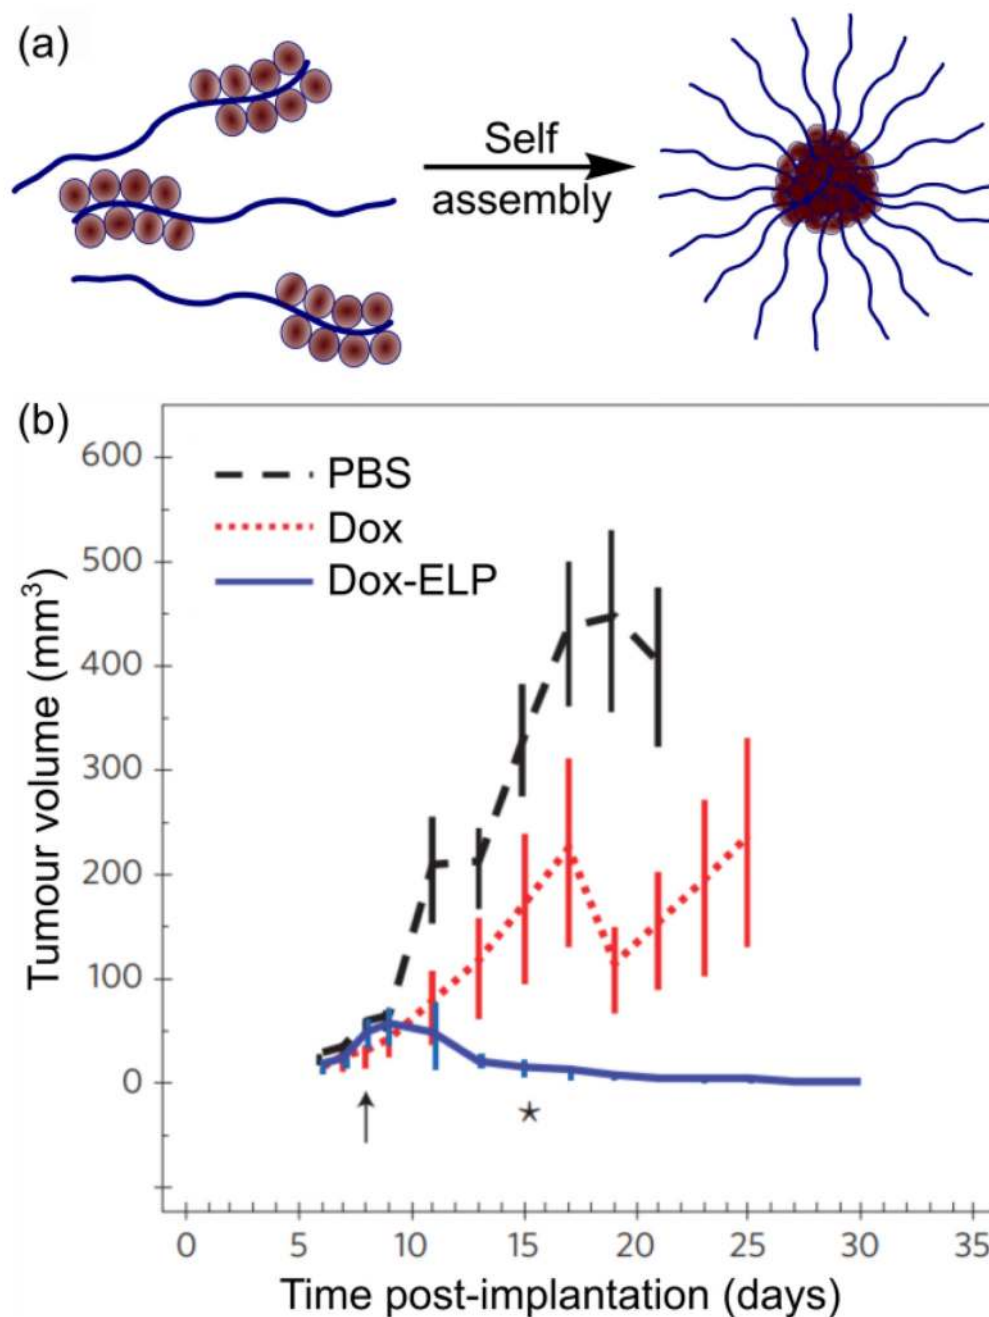 (a)
Self
assembly
(b)
600
500
400
300
200
100
0
Tumour volume (mm³)
PBS
Dox
Dox-ELP
*
0 5 10 15 20 25 30 35
Time post-implantation (days)